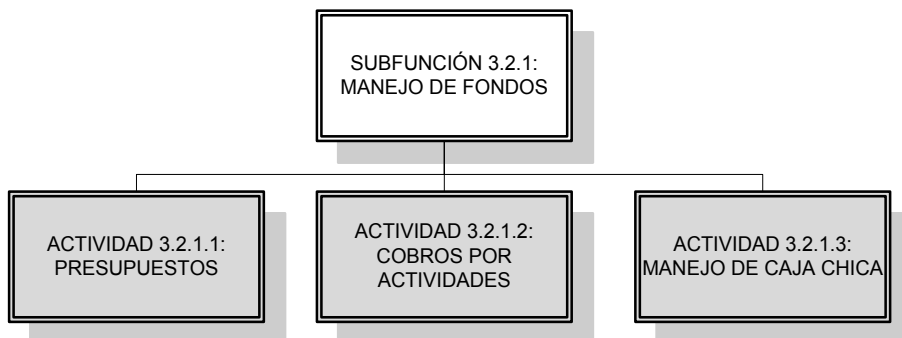 SUBFUNCIÓN 3.2.1:
MANEJO DE FONDOS
ACTIVIDAD 3.2.1.1:
PRESUPUESTOS
ACTIVIDAD 3.2.1.2:
COBROS POR
ACTIVIDADES
ACTIVIDAD 3.2.1.3:
MANEJO DE CAJA CHICA